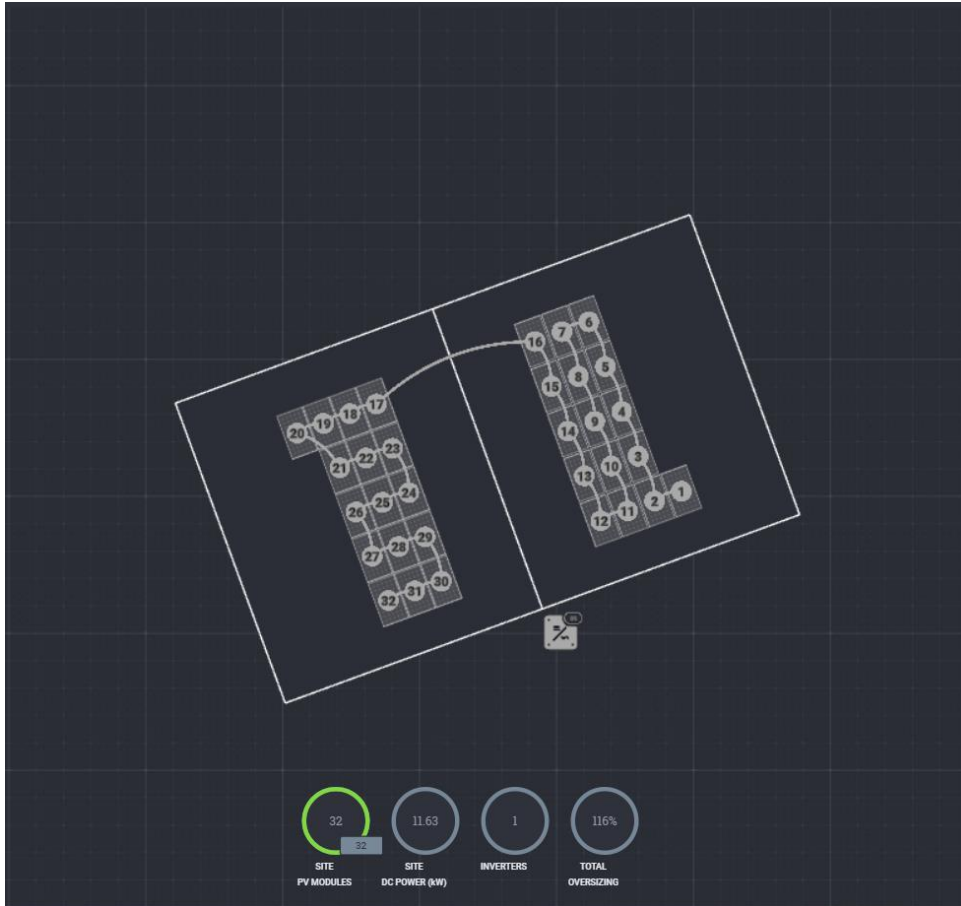 16 7 6
15 8 5
14 9 4
13 10 3
12 11 2 1
20 19 18 17
21 22 23
26 25 24
27 28 29
32 31 30
32 11.63 1 116%
32
SITE
PV MODULES
SITE
DC POWER (kW)
INVERTERS
TOTAL
OVERSIZING